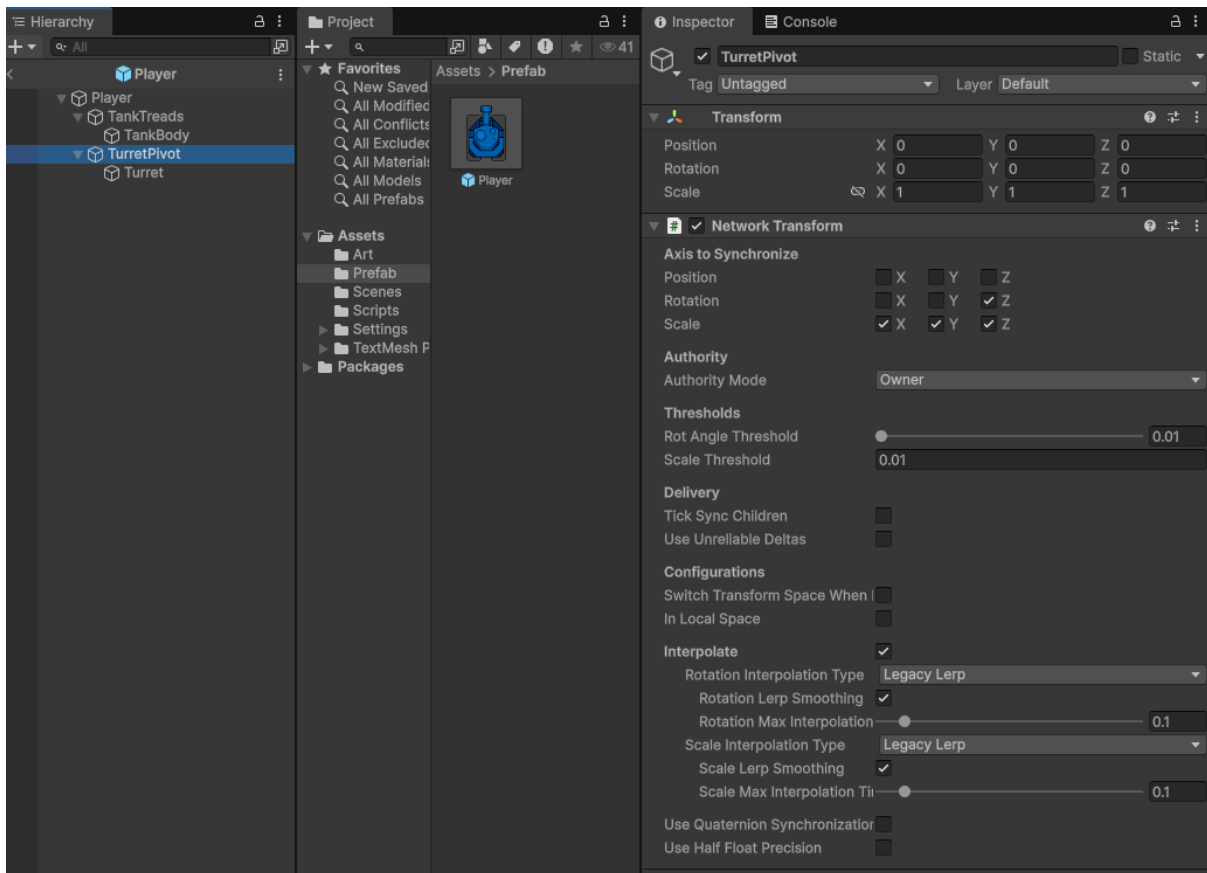 Hierarchy
All
Player
Player
TankTreads
TankBody
TurretPivot
Turret
Project
41
Favorites
New Saved
All Modified
All Conflicts
All Excluded
All Materials
All Models
All Prefabs
Assets
Art
Prefab
Scenes
Scripts
Settings
TextMesh P
Packages
Assets > Prefab
Player
Inspector Console
TurretPivot Static
Tag Untagged Layer Default
Transform
Position X 0 Y 0 Z 0
Rotation X 0 Y 0 Z 0
Scale X 1 Y 1 Z 1
# Network Transform
Axis to Synchronize
Position X Y Z
Rotation X Y Z
Scale X Y Z
Authority
Authority Mode Owner
Thresholds
Rot Angle Threshold 0.01
Scale Threshold 0.01
Delivery
Tick Sync Children
Use Unreliable Deltas
Configurations
Switch Transform Space When
In Local Space
Interpolate
Rotation Interpolation Type Legacy Lerp
Rotation Lerp Smoothing
Rotation Max Interpolation 0.1
Scale Interpolation Type Legacy Lerp
Scale Lerp Smoothing
Scale Max Interpolation Ti 0.1
Use Quaternion Synchronization
Use Half Float Precision